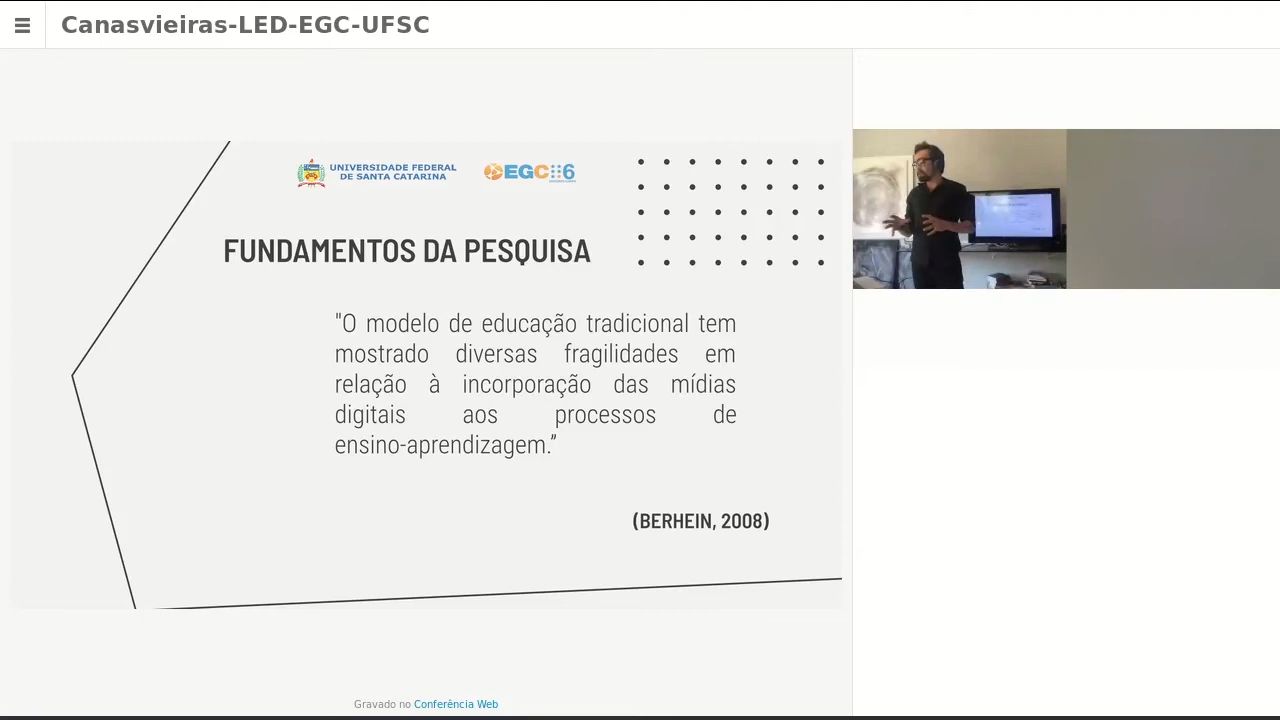 Canasvieiras-LED-EGC-UFSC
UNIVERSIDADE FEDERAL
DE SANTA CATARINA
EGC
6
FUNDAMENTOS DA PESQUISA
"O modelo de educação tradicional tem
mostrado diversas fragilidades em
relação à incorporação das mídias
digitais aos processos de
ensino-aprendizagem.”
(BERHEIN, 2008)
Gravado no Conferência Web